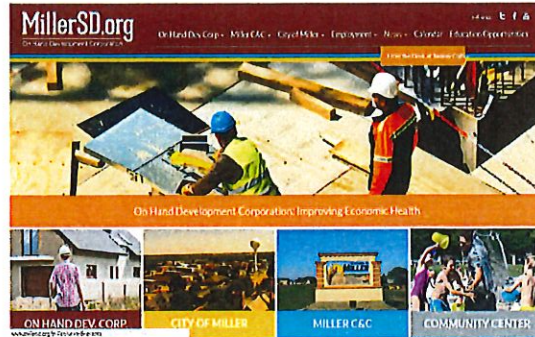 MillerSD.org
On Hand Development Corporation
On Hand Dev Corp Miller C&C City of Miller Employment News Calendar Education Opportunities
On Hand Development Corporation: Improving Economic Health
ON HAND DEV. CORP.
CITY OF MILLER
MILLER C&C
COMMUNITY CENTER